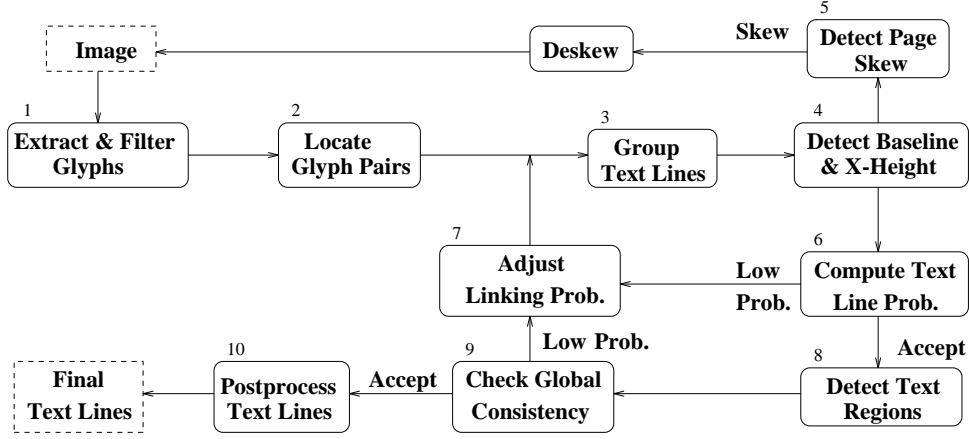 Image
Deskew
Skew
5
Detect Page
Skew
1
Extract & Filter
Glyphs
2
Locate
Glyph Pairs
3
Group
Text Lines
4
Detect Baseline
& X-Height
7
Adjust
Linking Prob.
Low
Prob.
6
Compute Text
Line Prob.
Low Prob.
Accept
Final
Text Lines
10
Postprocess
Text Lines
Accept
9
Check Global
Consistency
8
Detect Text
Regions